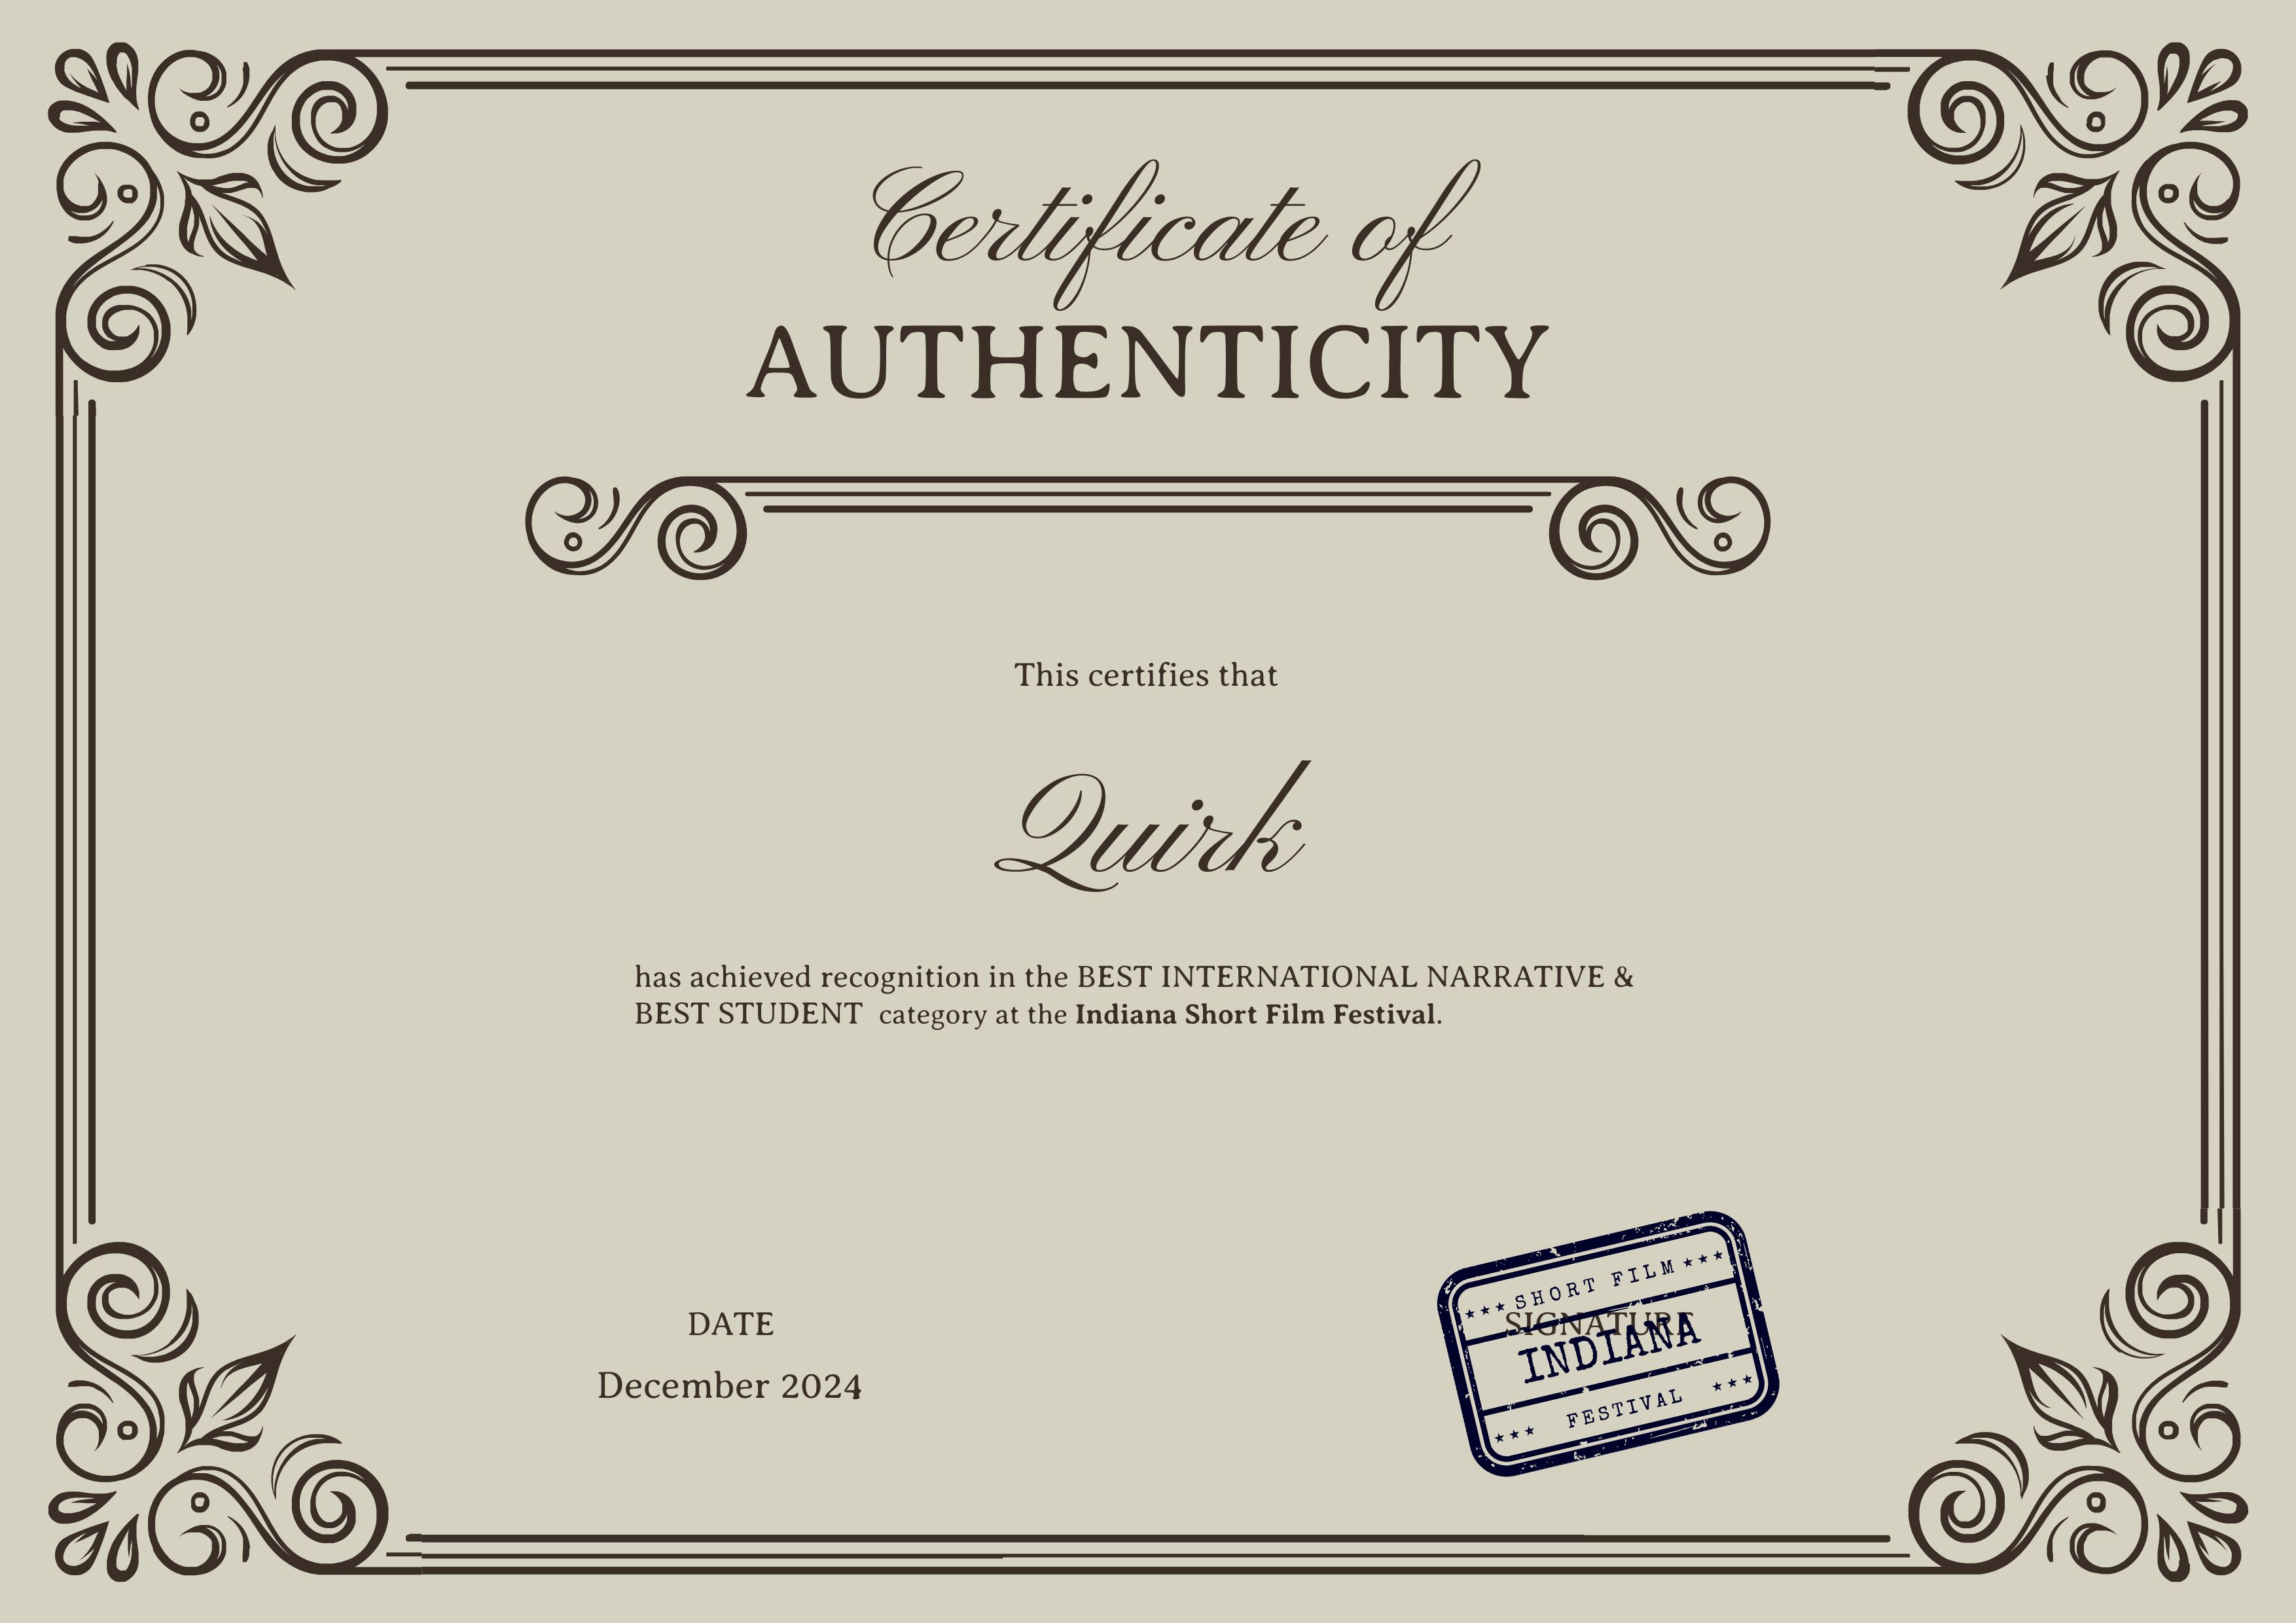 Certificate of
AUTHENTICITY
This certifies that
Quirk
has achieved recognition in the BEST INTERNATIONAL NARRATIVE &
BEST STUDENT category at the Indiana Short Film Festival.
DATE
December 2024
SIGNATURE
SHORT FILM
INDIANA
FESTIVAL